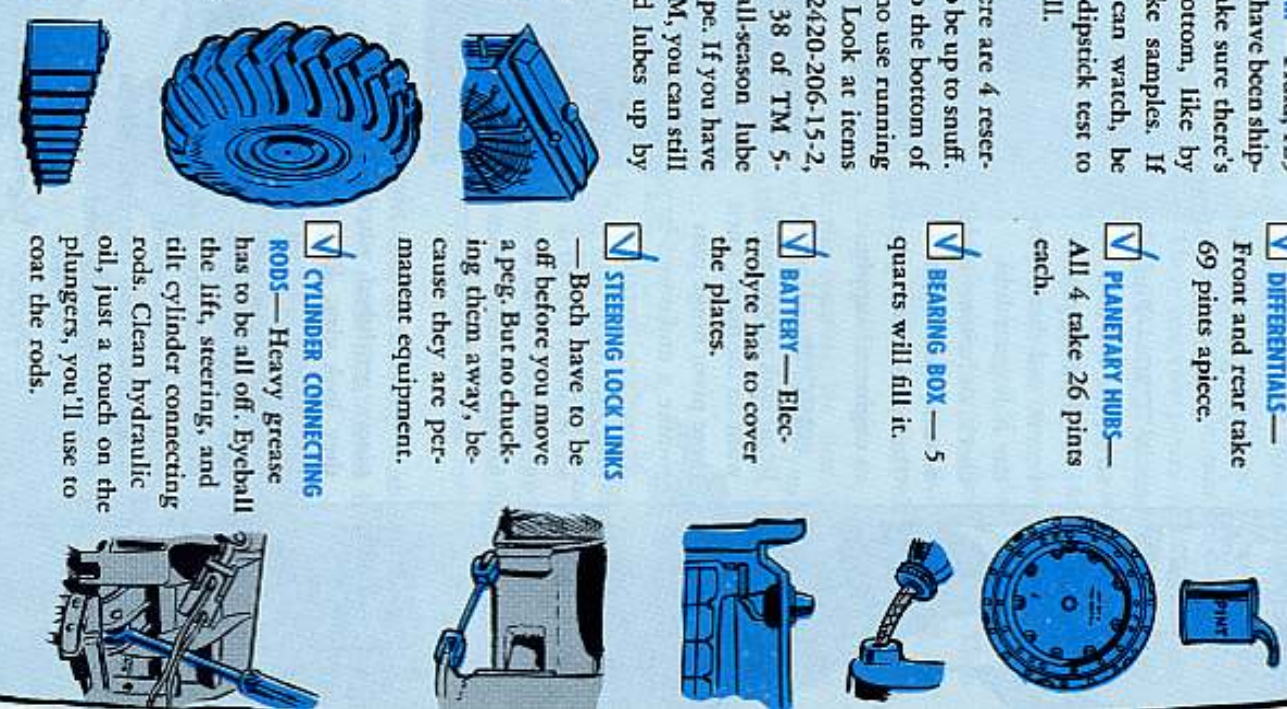 have been ship-
ake sure there's
ottom, like by
ke samples. If
can watch, be
dipstick test to
ll.
ere are 4 reser-
o be up to snuff.
o the bottom of
no use running
Look at items
2420-206-15-2,
38 of TM 5-
all-season lube
pe. If you have
M, you can still
d lubes up by
DIFFERENTIALS—
Front and rear take
69 pints apiece.
PINT
PLANETARY HUBS—
All 4 take 26 pints
each.
BEARING BOX — 5
quarts will fill it.
BATTERY—Elec-
trolyte has to cover
the plates.
STEERING LOCK LINKS
—Both have to be
off before you move
a peg. But no chuck-
ing them away, be-
cause they are per-
manent equipment.
CYLINDER CONNECTING
RODS—Heavy grease
has to be all off. Eyeball
the lift, steering, and
tilt cylinder connecting
rods. Clean hydraulic
oil, just a touch on the
plungers, you'll use to
coat the rods.